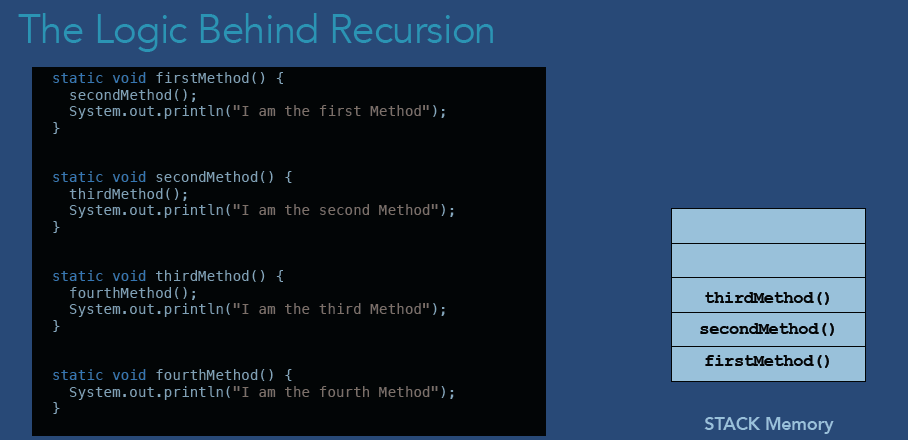 The Logic Behind Recursion
static void firstMethod() {
secondMethod();
System.out.println("I am the first Method");
}
static void secondMethod() {
thirdMethod();
System.out.println("I am the second Method");
}
static void thirdMethod() {
fourthMethod();
System.out.println("I am the third Method");
}
static void fourthMethod() {
System.out.println("I am the fourth Method");
}
thirdMethod()
secondMethod()
firstMethod()
STACK Memory